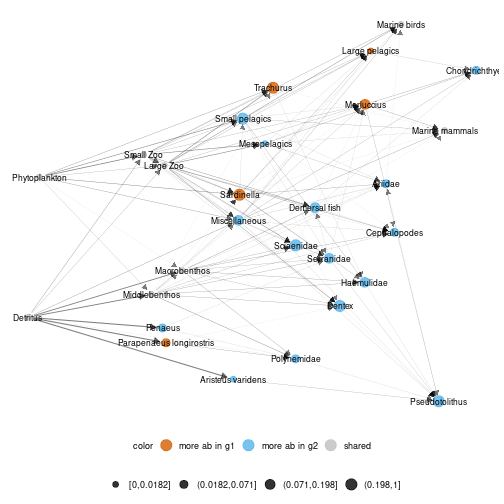 Marine birds
Large pelagics
Chondrichthye
Trachurus
Merluccius
Small pelagics
Marine mammals
Mesopelagics
Small Zoo
Large Zoo
Phytoplankton
Ariidae
Sardinella
Demersal fish
Miscellaneous
Cephalopodes
Sciaenidae
Serranidae
Macrobenthos
Haemulidae
Middlebenthos
Dentex
Detritus
Penaeus
Parapenaeus longirostris
Polynemidae
Aristeus varidens
Pseudotolithus
color more ab in g1 more ab in g2 shared
[0,0.0182] (0.0182,0.071] (0.071,0.198] (0.198,1]